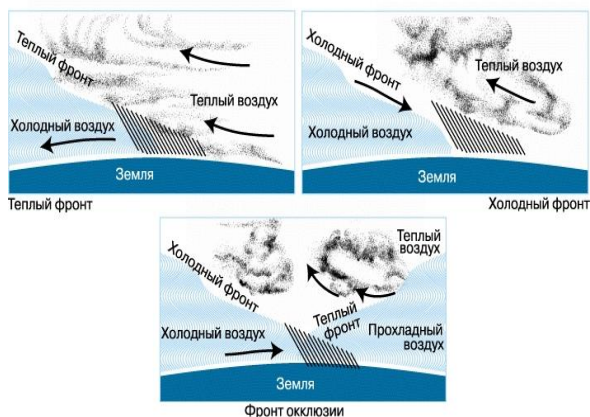 Теплый фронт
Теплый воздух
Холодный воздух
Земля
Теплый фронт
Холодный фронт
Теплый воздух
Холодный воздух
Земля
Холодный фронт
Холодный фронт
Теплый
воздух
Теплый
фронт
Холодный воздух
Прохладный
воздух
Земля
Фронт окклюзии